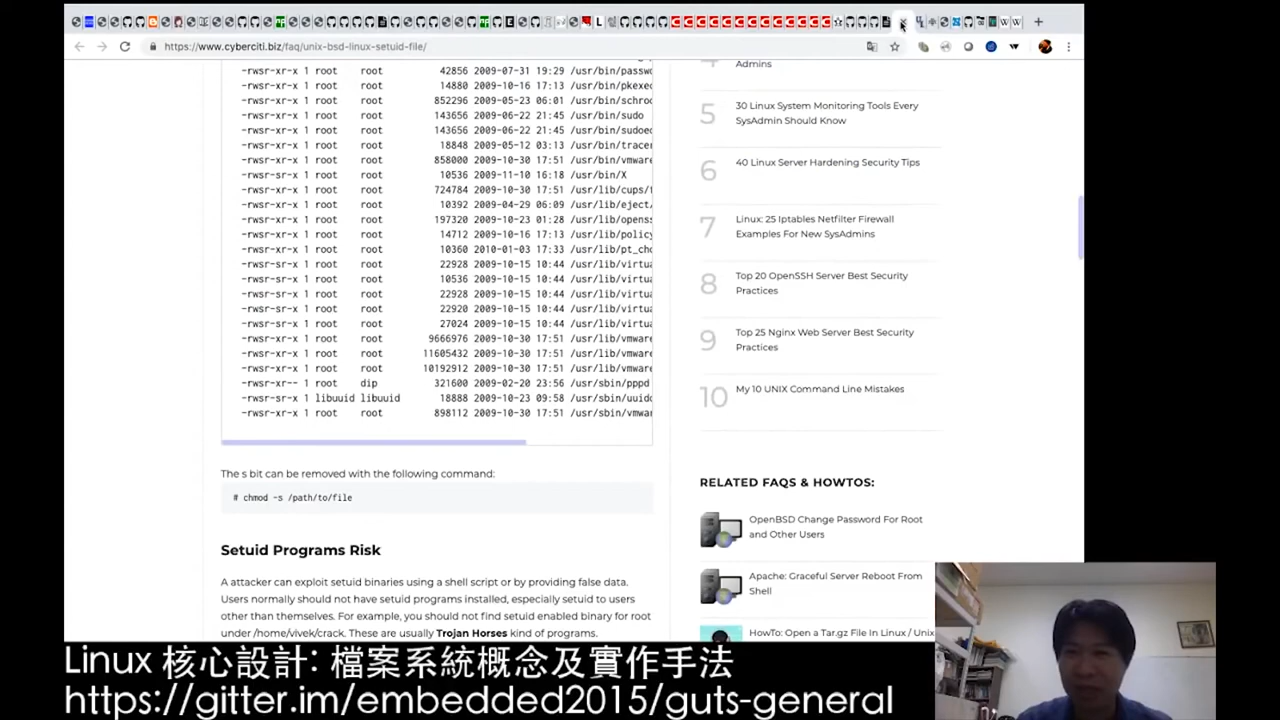 https://www.cyberciti.biz/faq/unix-bsd-linux-setuid-file/
-rwsr-xr-x 1 root root 42856 2009-07-31 19:29 /usr/bin/passwo
-rwsr-xr-x 1 root root 14880 2009-10-16 17:13 /usr/bin/pkexec
-rwsr-xr-x 1 root root 852296 2009-05-23 06:01 /usr/bin/schroo
-rwsr-xr-x 1 root root 143656 2009-06-22 21:45 /usr/bin/sudo
-rwsr-xr-x 1 root root 143656 2009-06-22 21:45 /usr/bin/sudoed
-rwsr-xr-x 1 root root 18848 2009-05-12 03:13 /usr/bin/tracer
-rwsr-xr-x 1 root root 858000 2009-10-30 17:51 /usr/bin/vmware
-rwsr-sr-x 1 root root 10536 2009-11-10 16:18 /usr/bin/X
-rwsr-xr-x 1 root root 724784 2009-10-30 17:51 /usr/lib/cups/
-rwsr-xr-x 1 root root 10392 2009-04-29 06:09 /usr/lib/eject/
-rwsr-xr-x 1 root root 197320 2009-10-23 01:28 /usr/lib/openss
-rwsr-xr-x 1 root root 14712 2009-10-16 17:13 /usr/lib/policy
-rwsr-xr-x 1 root root 10360 2010-01-03 17:33 /usr/lib/pt_cho
-rwsr-sr-x 1 root root 22928 2009-10-15 10:44 /usr/lib/virtua
-rwsr-sr-x 1 root root 10536 2009-10-15 10:44 /usr/lib/virtua
-rwsr-sr-x 1 root root 22928 2009-10-15 10:44 /usr/lib/virtua
-rwsr-sr-x 1 root root 22920 2009-10-15 10:44 /usr/lib/virtua
-rwsr-sr-x 1 root root 27024 2009-10-15 10:44 /usr/lib/virtua
-rwsr-xr-x 1 root root 9666976 2009-10-30 17:51 /usr/lib/vmware
-rwsr-xr-x 1 root root 11605432 2009-10-30 17:51 /usr/lib/vmware
-rwsr-xr-x 1 root root 10192912 2009-10-30 17:51 /usr/lib/vmware
-rwsr-xr-- 1 root dip 321600 2009-02-20 23:56 /usr/sbin/pppd
-rwsr-sr-x 1 libuuid libuuid 18888 2009-10-23 09:58 /usr/sbin/uuidd
-rwsr-xr-x 1 root root 898112 2009-10-30 17:51 /usr/sbin/vmwar
The s bit can be removed with the following command:
# chmod -s /path/to/file
Setuid Programs Risk
A attacker can exploit setuid binaries using a shell script or by providing false data.
Users normally should not have setuid programs installed, especially setuid to users
other than themselves. For example, you should not find setuid enabled binary for root
under /home/vivek/crack. These are usually Trojan Horses kind of programs.
Admins
5
30 Linux System Monitoring Tools Every
SysAdmin Should Know
6
40 Linux Server Hardening Security Tips
7
Linux: 25 Iptables Netfilter Firewall
Examples For New SysAdmins
8
Top 20 OpenSSH Server Best Security
Practices
9
Top 25 Nginx Web Server Best Security
Practices
10
My 10 UNIX Command Line Mistakes
RELATED FAQS & HOWTOS:
OpenBSD Change Password For Root
and Other Users
Apache: Graceful Server Reboot From
Shell
HowTo: Open a Tar.gz File In Linux / Unix
Linux 核心設計: 檔案系統概念及實作手法
https://gitter.im/embedded2015/guts-general